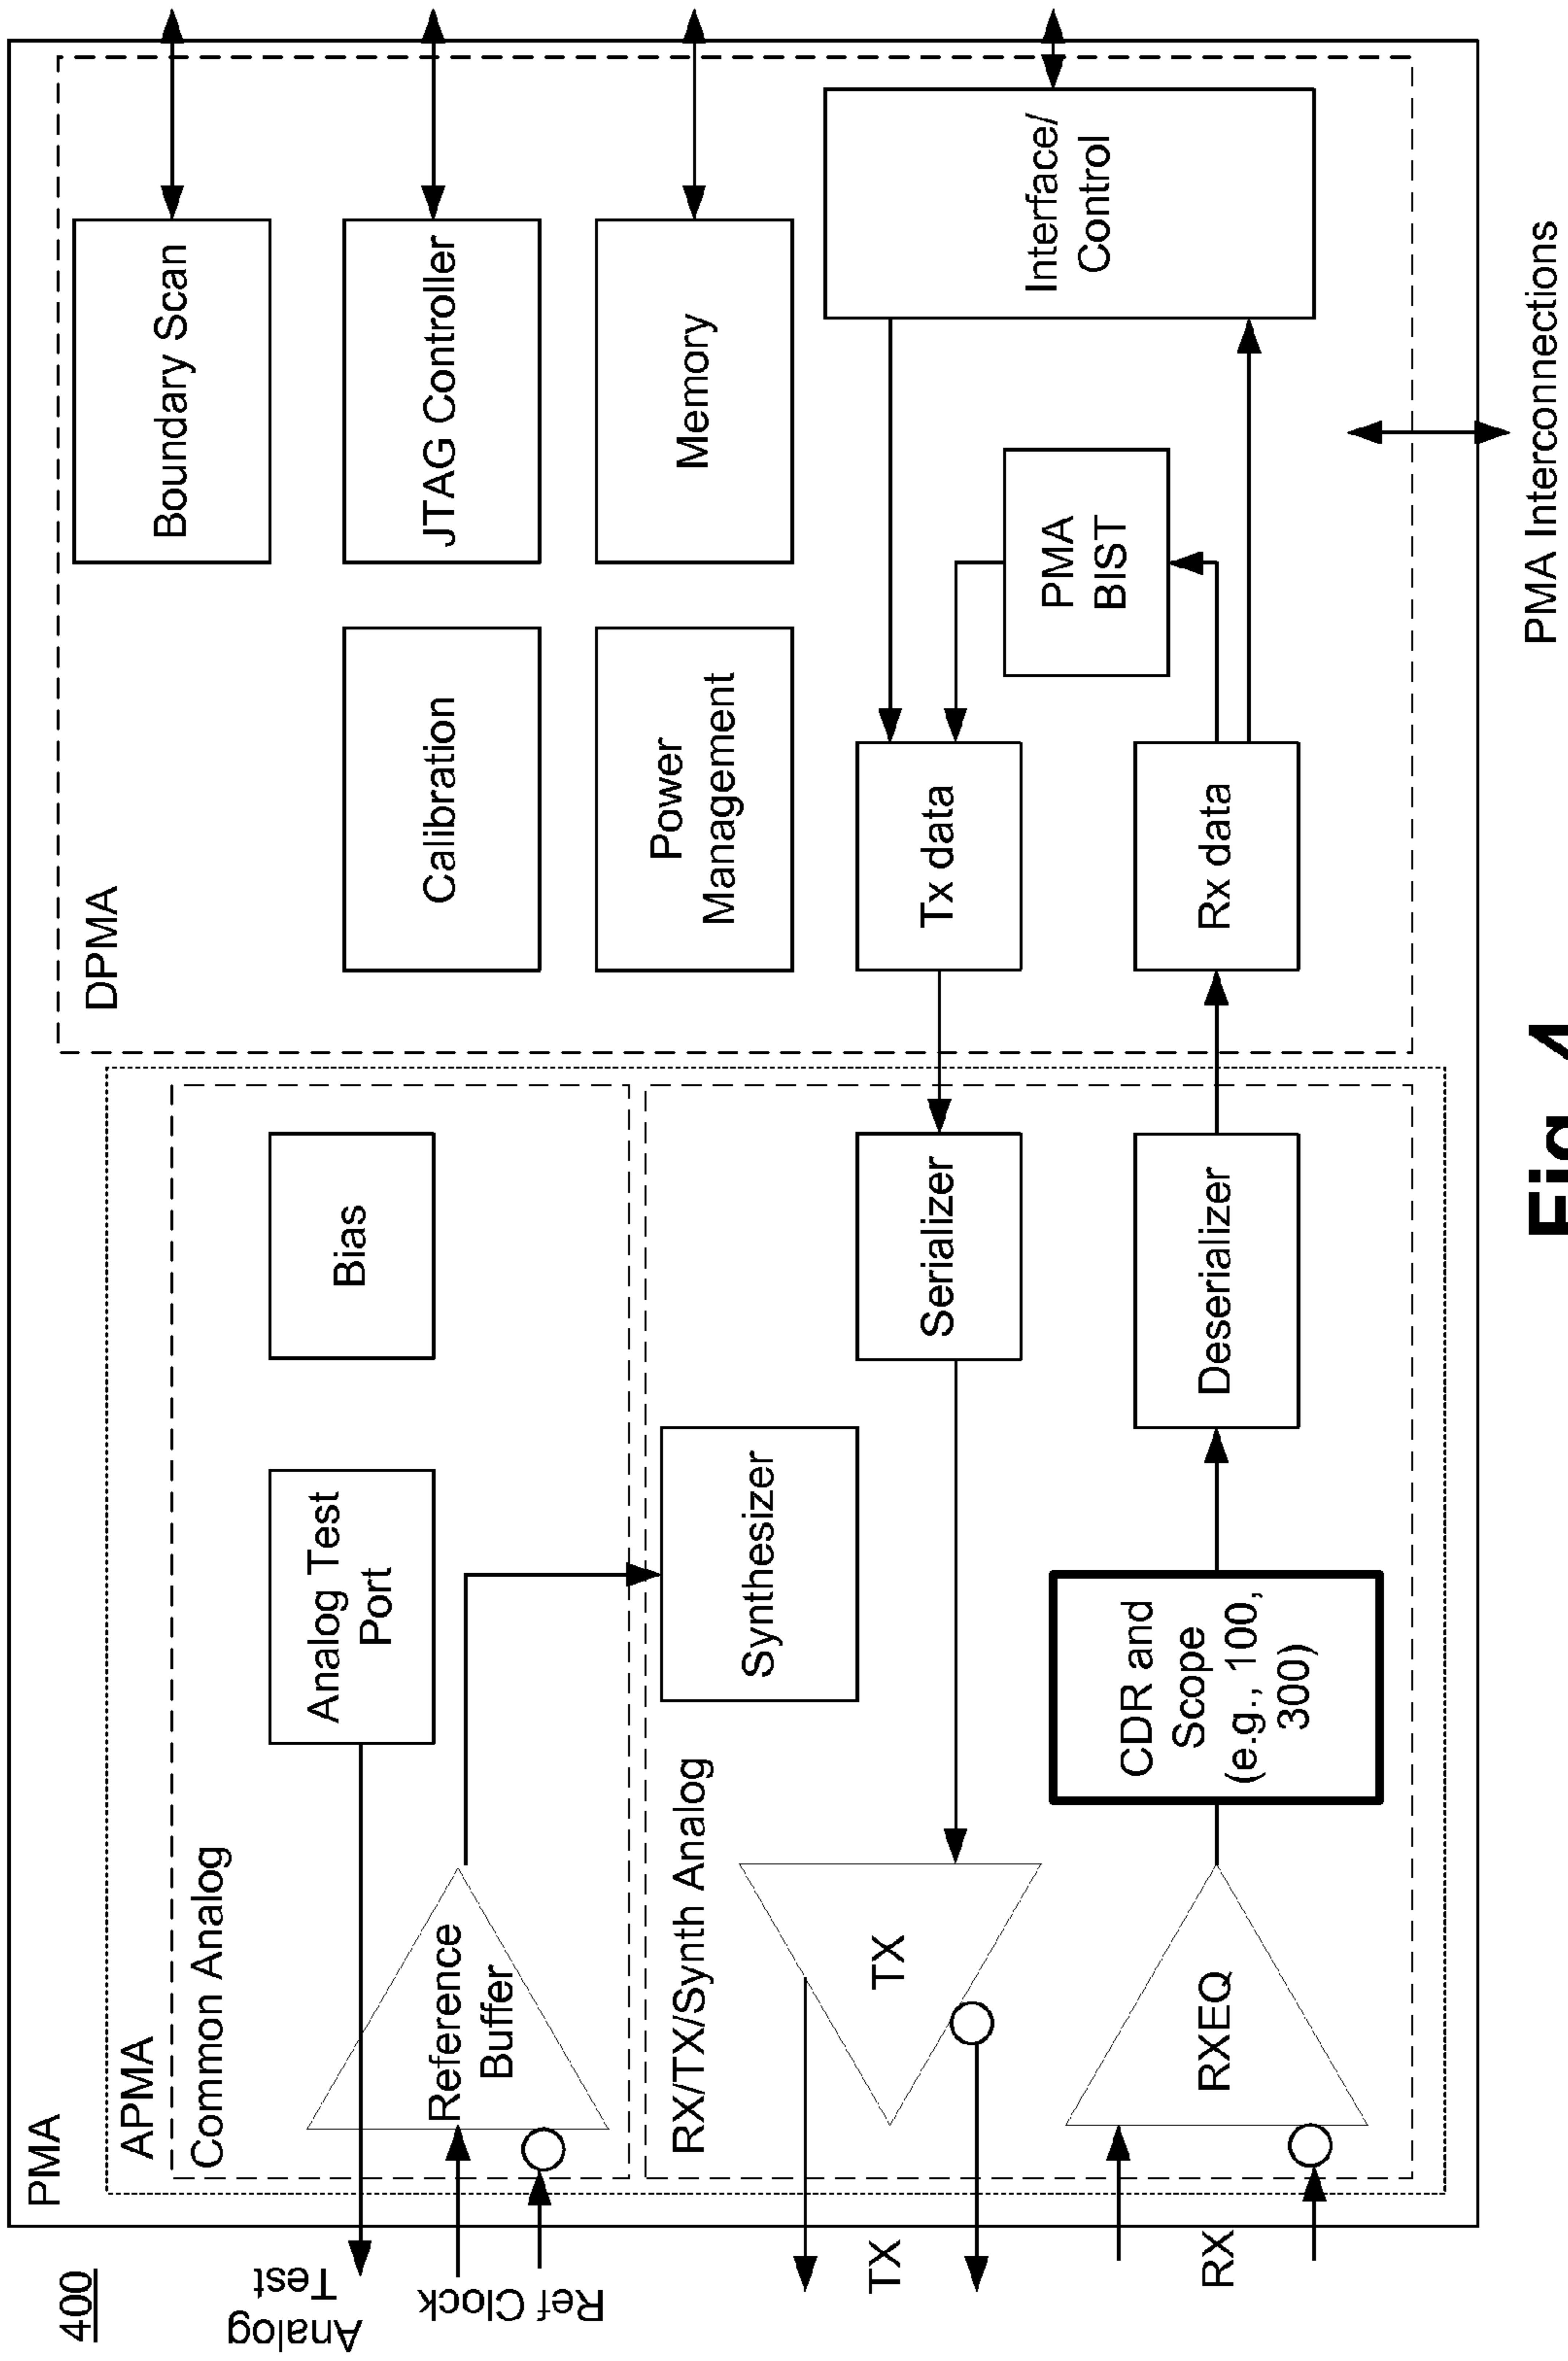 400
PMA
APMA
Common Analog
Analog
Test
Ref Clock
Reference
Buffer
Analog Test
Port
Bias
RX/TX/Synth Analog
Synthesizer
TX
TX
Serializer
RX
RXEQ
CDR and
Scope
(e.g., 100,
300)
Deserializer
DPMA
Calibration
Power
Management
Boundary Scan
JTAG Controller
Memory
Tx data
Rx data
PMA
BIST
Interface/
Control
PMA Interconnections
Fig. 4